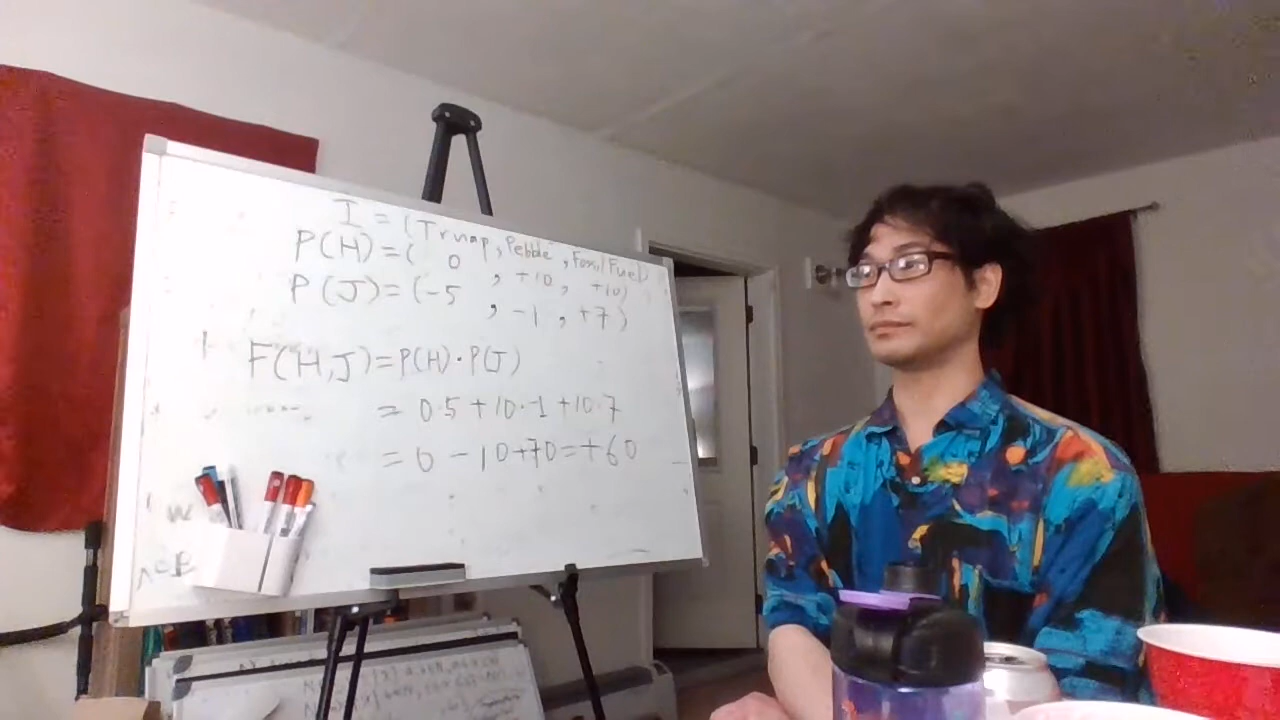 I = (Trump, Pebble, Fossil Fuel)
P(H)=( 0 , +10, +10)
P(J)=(-5 , -1 , +7)
F(H,J)=P(H)·P(J)
= 0·5+10·-1+10·7
= 0 - 10+70=+60